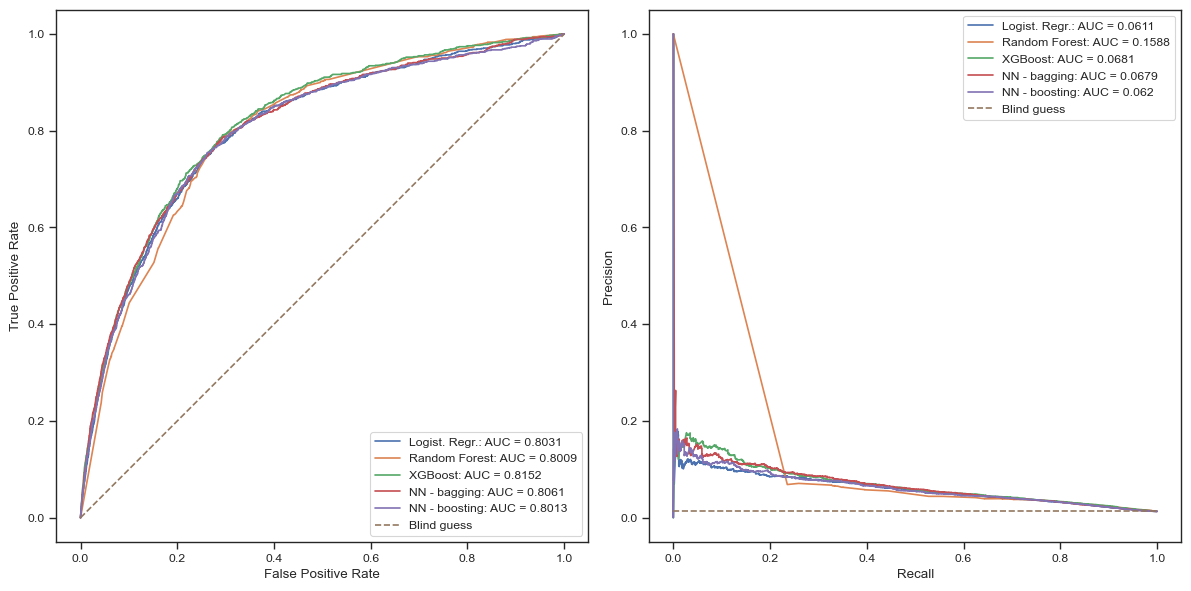 1.0
0.8
0.6
0.4
0.2
0.0
True Positive Rate
0.0 0.2 0.4 0.6 0.8 1.0
False Positive Rate
Logist. Regr.: AUC = 0.8031
Random Forest: AUC = 0.8009
XGBoost: AUC = 0.8152
NN - bagging: AUC = 0.8061
NN - boosting: AUC = 0.8013
Blind guess
1.0
0.8
0.6
0.4
0.2
0.0
Precision
0.0 0.2 0.4 0.6 0.8 1.0
Recall
Logist. Regr.: AUC = 0.0611
Random Forest: AUC = 0.1588
XGBoost: AUC = 0.0681
NN - bagging: AUC = 0.0679
NN - boosting: AUC = 0.062
Blind guess